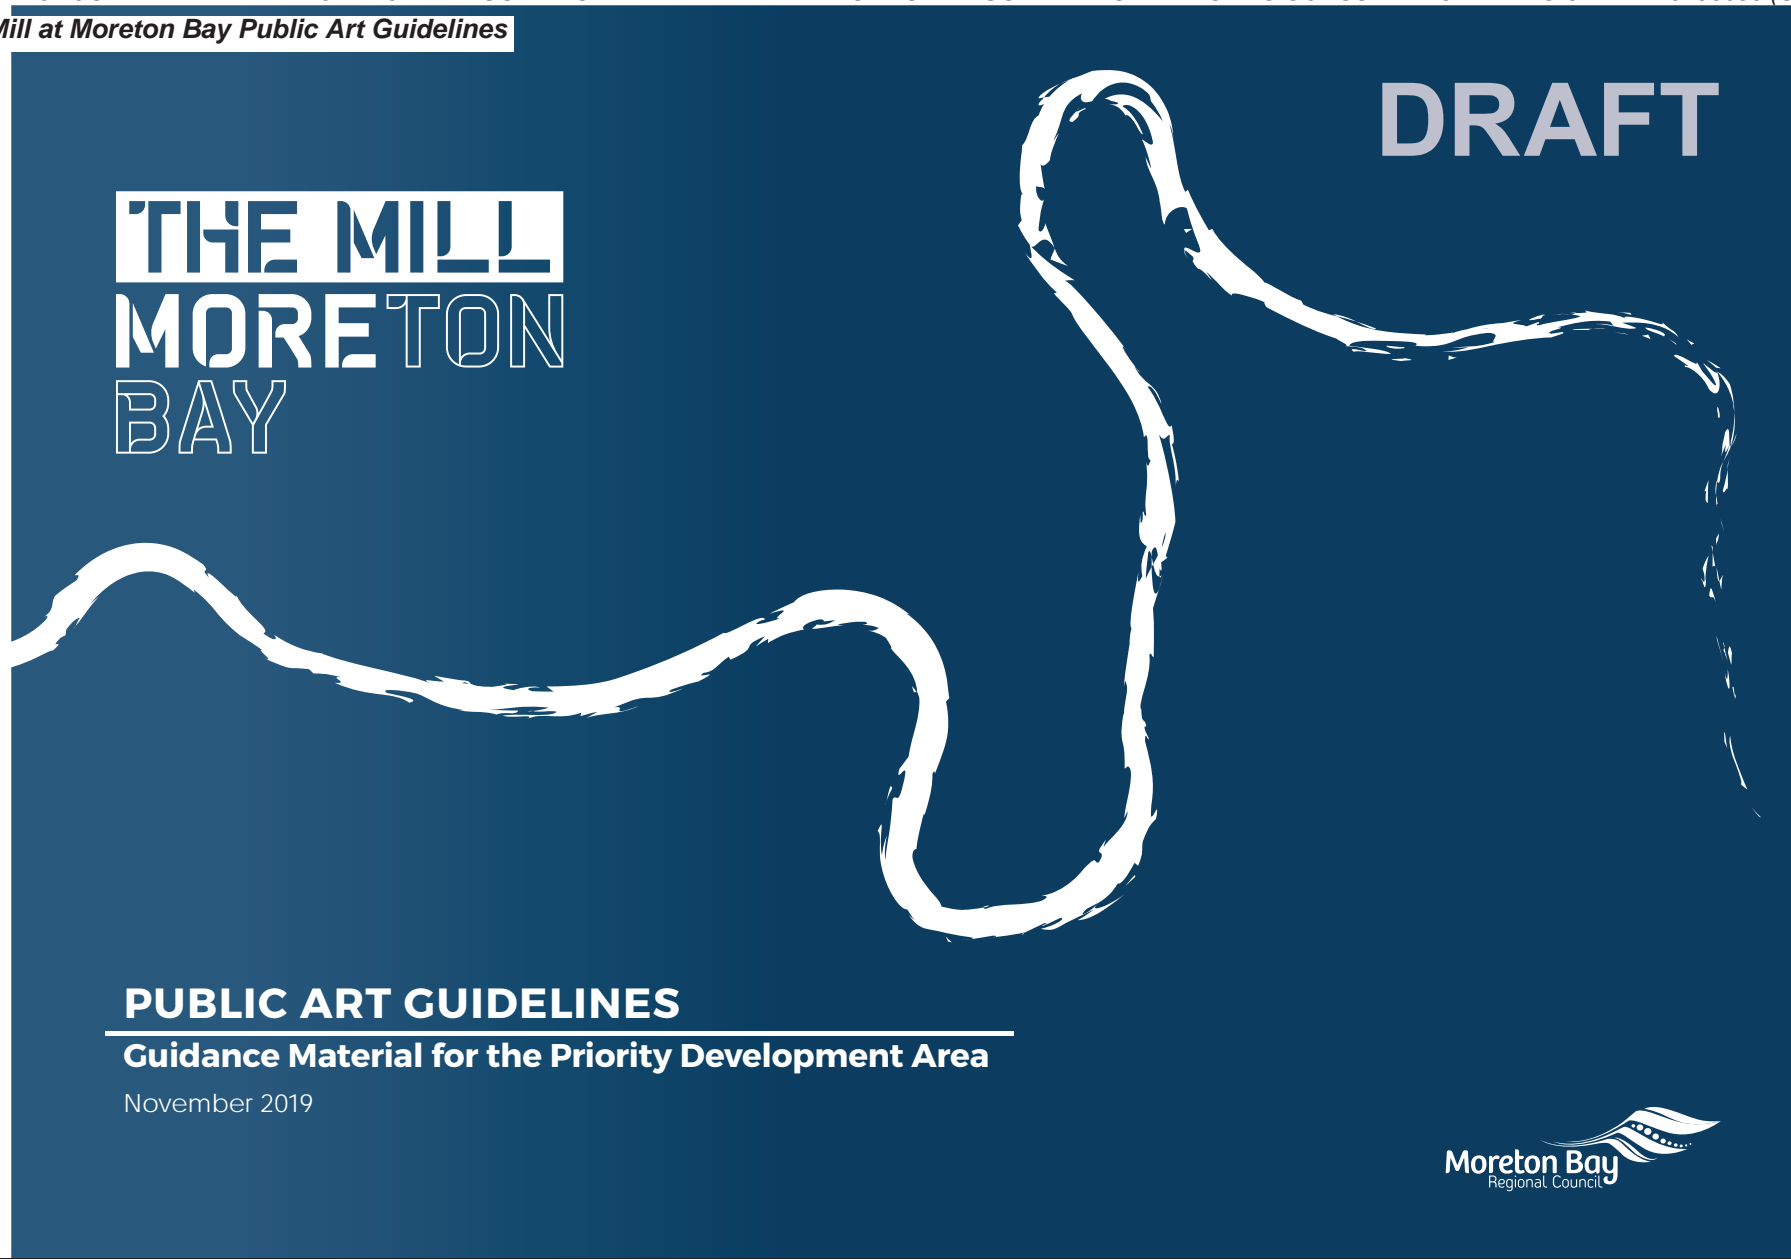 Mill at Moreton Bay Public Art Guidelines
DRAFT
THE MILL
MORETON
BAY
PUBLIC ART GUIDELINES
Guidance Material for the Priority Development Area
November 2019
Moreton Bay
Regional Council